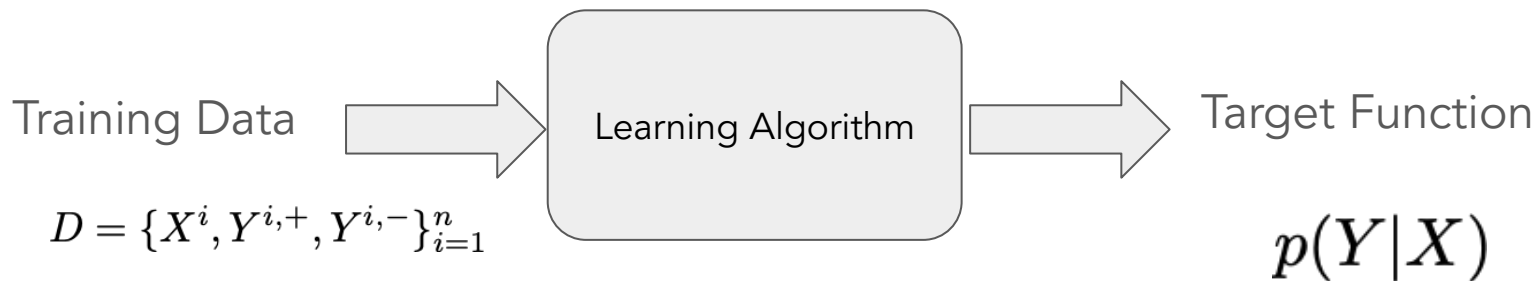 Training Data
Learning Algorithm
Target Function
D = {X^i, Y^{i,+}, Y^{i,-}}_{i=1}^n
p(Y|X)